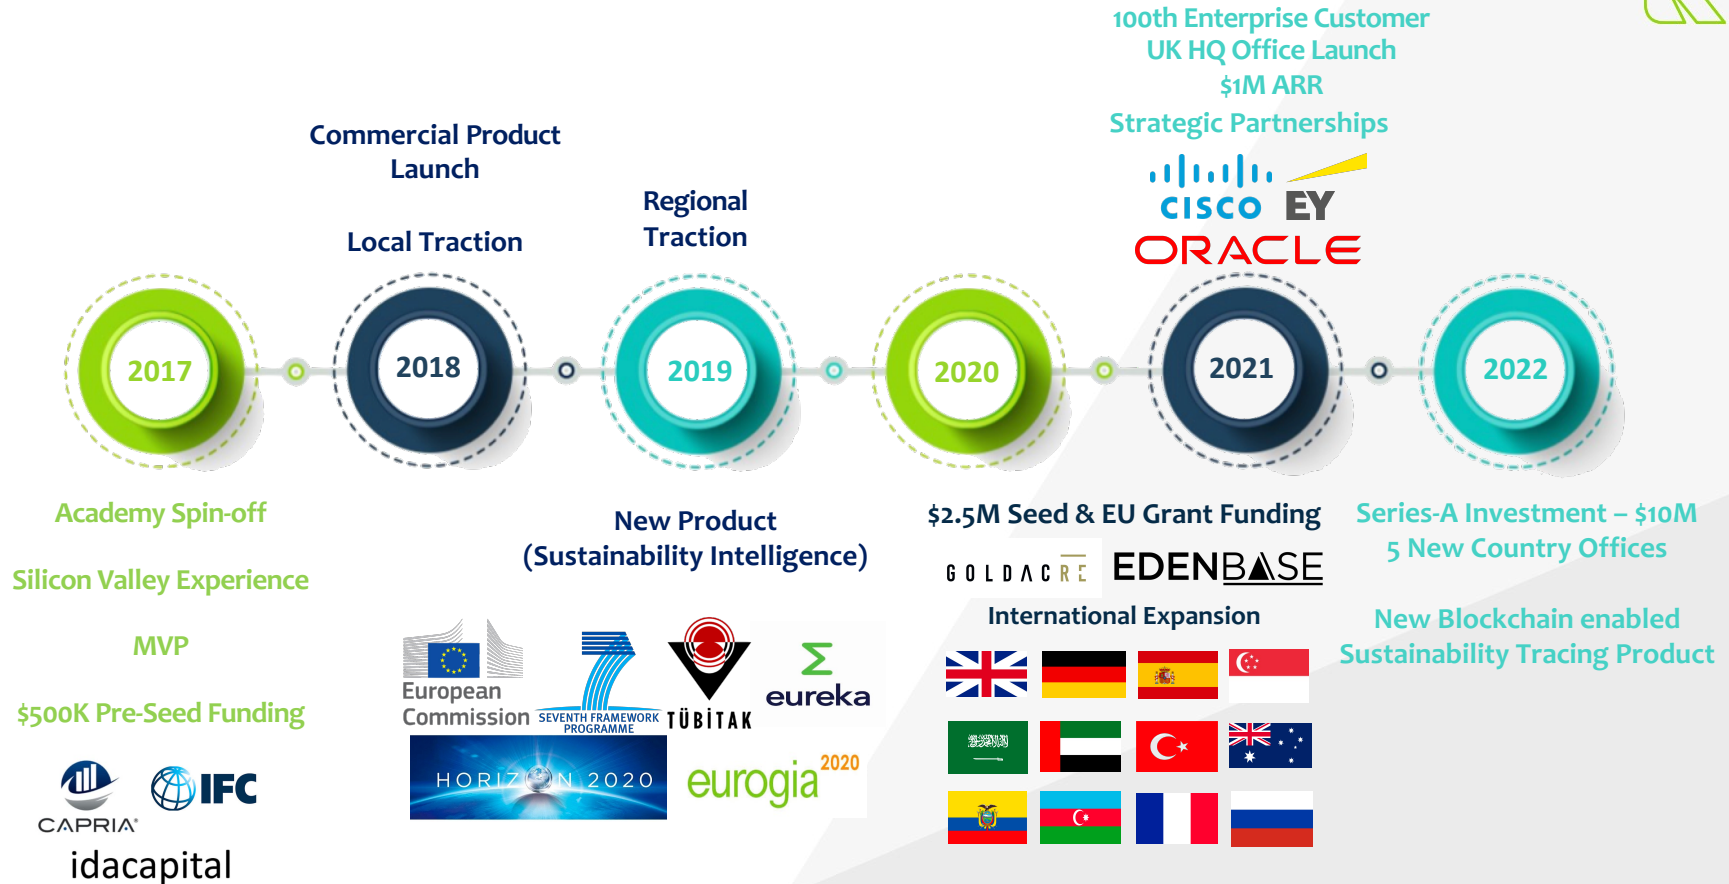 100th Enterprise Customer
UK HQ Office Launch
$1M ARR
Strategic Partnerships
CISCO
EY
ORACLE
Commercial Product
Launch
Local Traction
Regional
Traction
2017
2018
2019
2020
2021
2022
Academy Spin-off
Silicon Valley Experience
MVP
$500K Pre-Seed Funding
CAPRIA
IFC
idacapital
New Product
(Sustainability Intelligence)
European
Commission
7
SEVENTH FRAMEWORK
PROGRAMME
TÜBİTAK
eureka
HORIZON 2020
eurogia2020
$2.5M Seed & EU Grant Funding
GOLDACRE
EDENBASE
International Expansion
Series-A Investment – $10M
5 New Country Offices
New Blockchain enabled
Sustainability Tracing Product